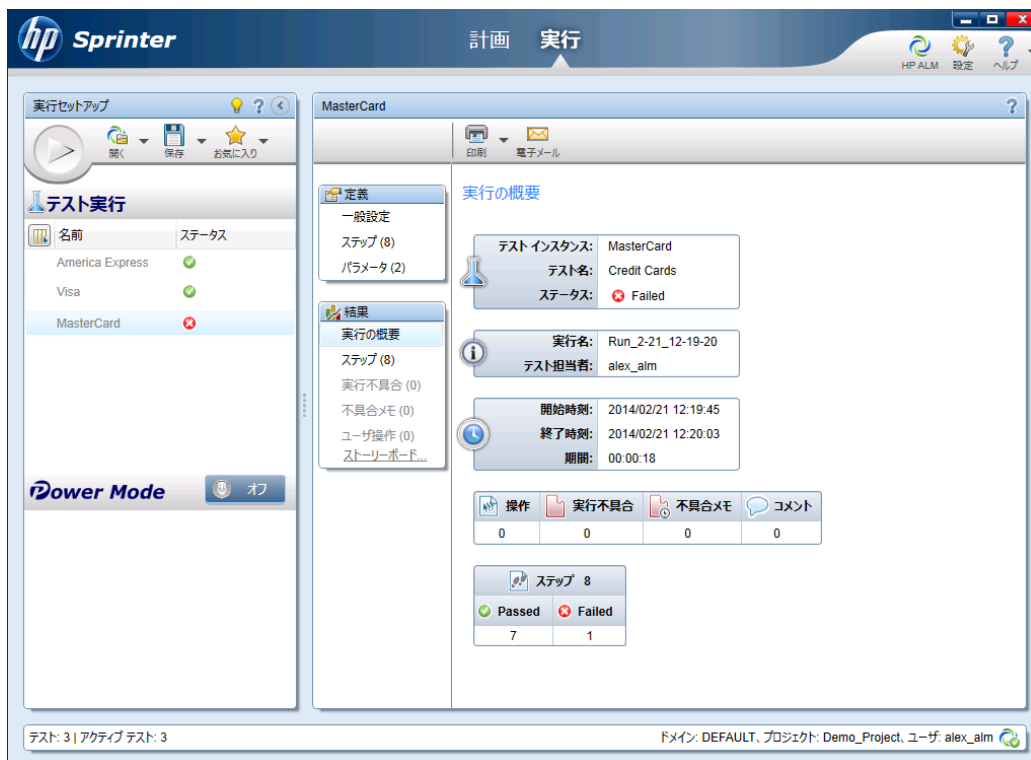 hp Sprinter
計画 実行
HP ALM 設定 ヘルプ
実行セットアップ
開く 保存 お気に入り
テスト実行
名前 ステータス
America Express
Visa
MasterCard
Power Mode オフ
MasterCard
印刷 電子メール
定義
一般設定
ステップ (8)
パラメータ (2)
結果
実行の概要
ステップ (8)
実行不具合 (0)
不具合メモ (0)
ユーザ操作 (0)
ストーリーボード...
実行の概要
テスト インスタンス: MasterCard
テスト名: Credit Cards
ステータス: Failed
実行名: Run_2-21_12-19-20
テスト担当者: alex_alm
開始時刻: 2014/02/21 12:19:45
終了時刻: 2014/02/21 12:20:03
期間: 00:00:18
操作 実行不具合 不具合メモ コメント
0 0 0 0
ステップ 8
Passed Failed
7 1
テスト: 3 | アクティブ テスト: 3
ドメイン: DEFAULT、プロジェクト: Demo_Project、ユーザ: alex_alm